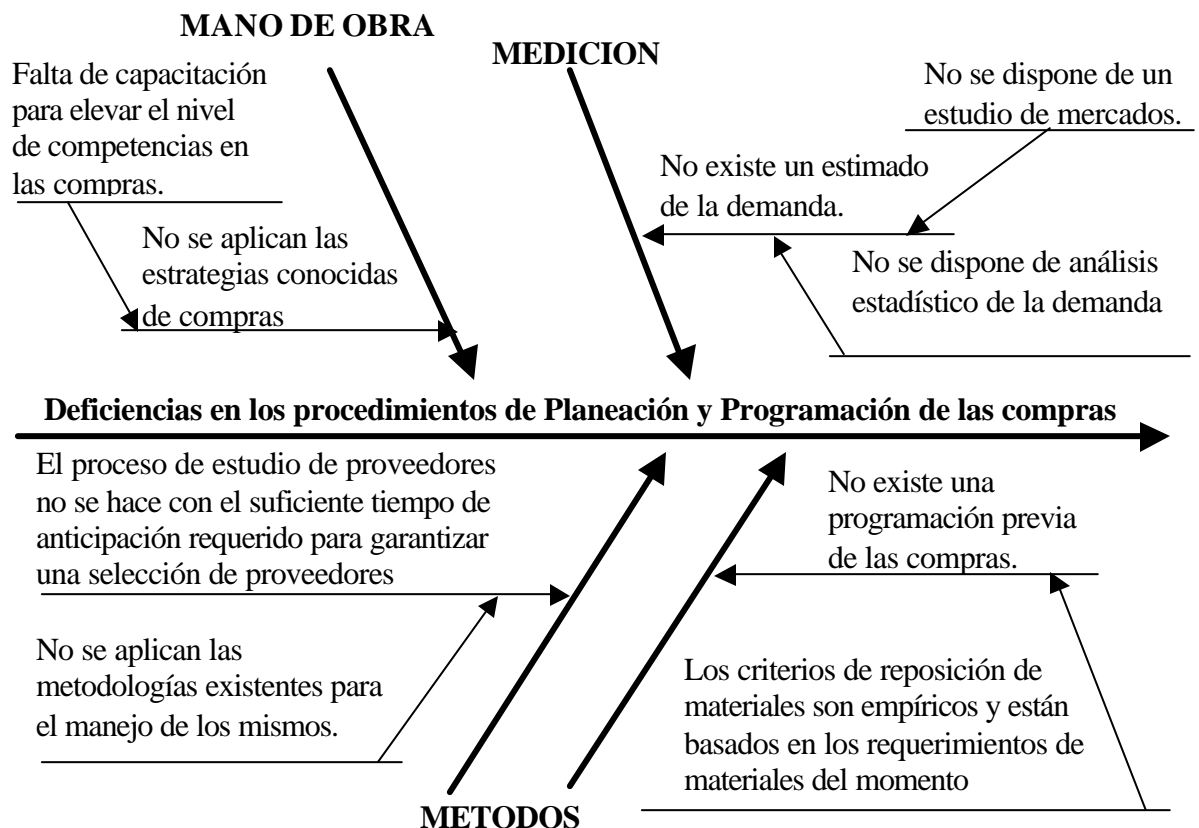 MANO DE OBRA
MEDICION
Falta de capacitación
para elevar el nivel
de competencias en
las compras.
No se aplican las
estrategias conocidas
de compras
No se dispone de un
estudio de mercados.
No existe un estimado
de la demanda.
No se dispone de análisis
estadístico de la demanda
Deficiencias en los procedimientos de Planeación y Programación de las compras
El proceso de estudio de proveedores
no se hace con el suficiente tiempo de
anticipación requerido para garantizar
una selección de proveedores
No se aplican las
metodologías existentes para
el manejo de los mismos.
No existe una
programación previa
de las compras.
Los criterios de reposición de
materiales son empíricos y están
basados en los requerimientos de
materiales del momento
METODOS